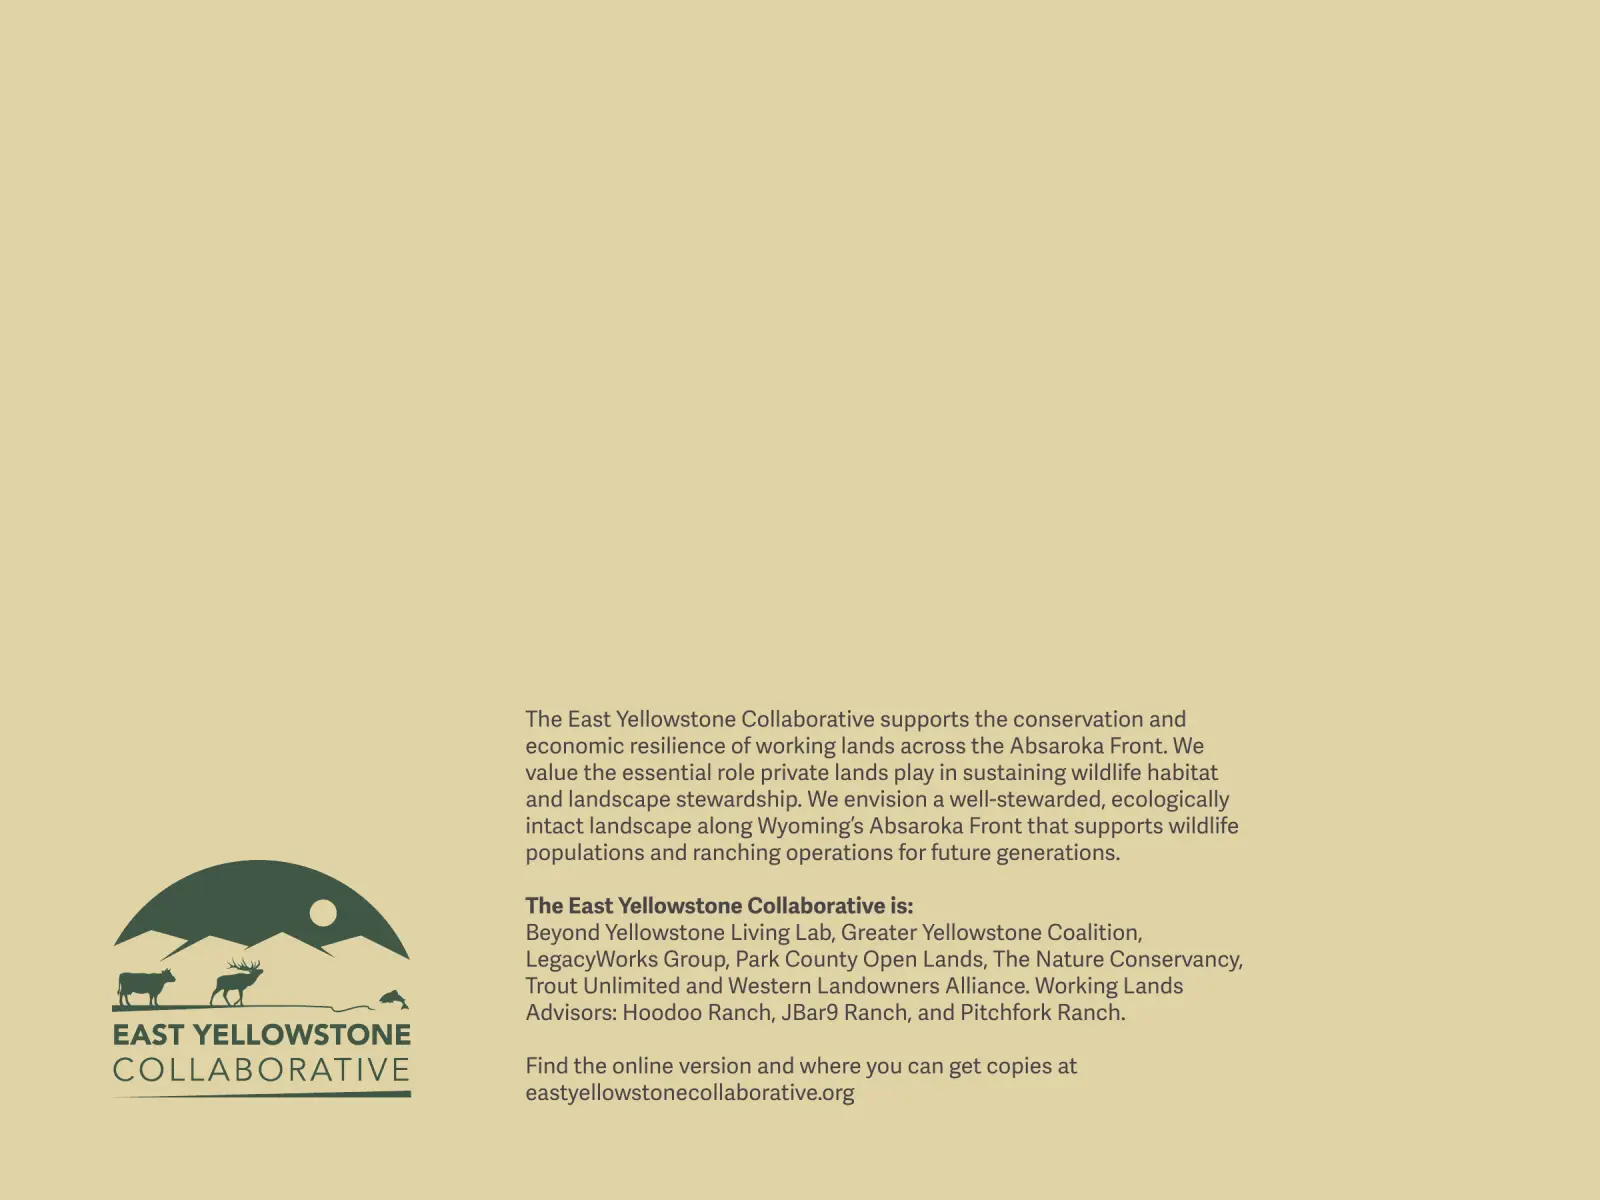 The East Yellowstone Collaborative supports the conservation and
economic resilience of working lands across the Absaroka Front. We
value the essential role private lands play in sustaining wildlife habitat
and landscape stewardship. We envision a well-stewarded, ecologically
intact landscape along Wyoming’s Absaroka Front that supports wildlife
populations and ranching operations for future generations.
The East Yellowstone Collaborative is:
Beyond Yellowstone Living Lab, Greater Yellowstone Coalition,
LegacyWorks Group, Park County Open Lands, The Nature Conservancy,
Trout Unlimited and Western Landowners Alliance. Working Lands
Advisors: Hoodoo Ranch, JBar9 Ranch, and Pitchfork Ranch.
Find the online version and where you can get copies at
eastyellowstonecollaborative.org
EAST YELLOWSTONE
COLLABORATIVE